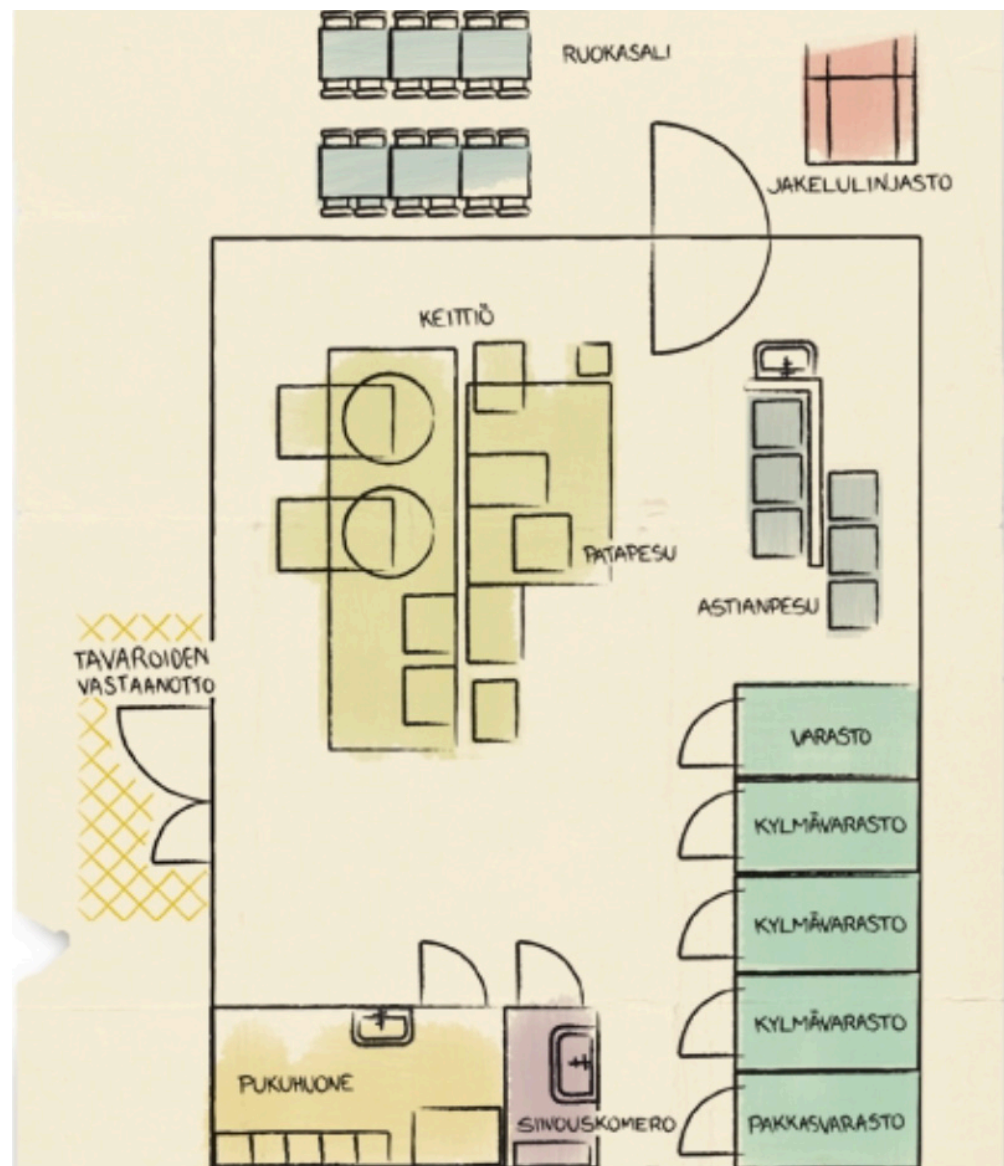 RUOKASALI
JAKELULINJASTO
KEITTIÖ
PATAPESU
ASTIANPESU
TAVAROIDEN
VASTAANOTTO
VARASTO
KYLMÄVARASTO
KYLMÄVARASTO
KYLMÄVARASTO
PUKUHUONE
SIIVOUSKOMERO
PAKKASVARASTO